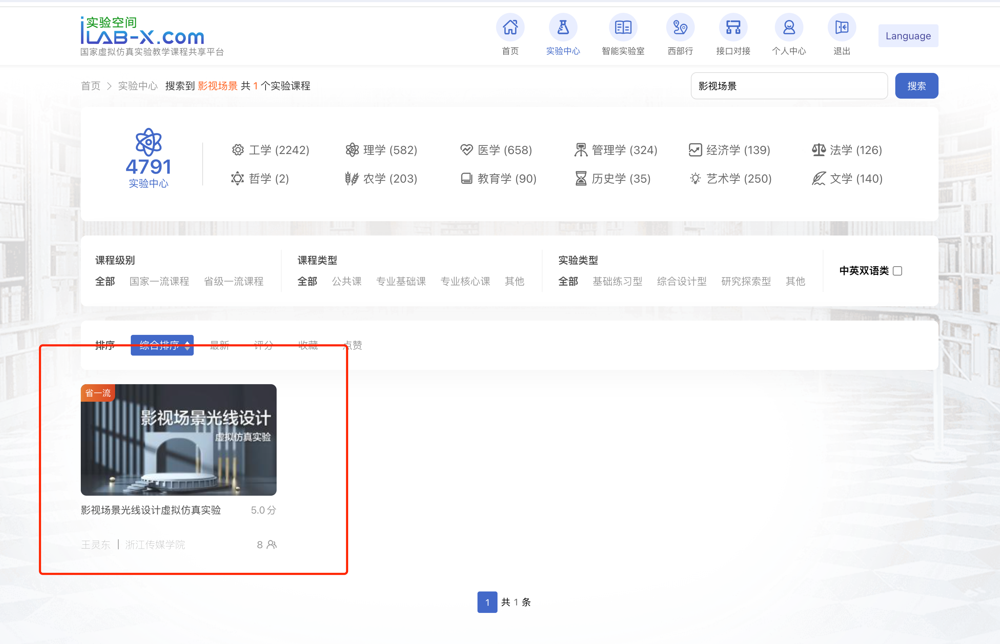 实验空间
iLAB-X.com
国家虚拟仿真实验教学课程共享平台
首页
实验中心
智能实验室
西部行
接口对接
个人中心
退出
Language
首页 > 实验中心 搜索到 影视场景 共 1 个实验课程
影视场景
搜索
4791
实验中心
工学 (2242)
理学 (582)
医学 (658)
管理学 (324)
经济学 (139)
法学 (126)
哲学 (2)
农学 (203)
教育学 (90)
历史学 (35)
艺术学 (250)
文学 (140)
课程级别
全部 国家一流课程 省级一流课程
课程类型
全部 公共课 专业基础课 专业核心课 其他
实验类型
全部 基础练习型 综合设计型 研究探索型 其他
中英双语类
排序 综合排序 最新 评分 收藏 点赞
省一流
影视场景光线设计
虚拟仿真实验
影视场景光线设计虚拟仿真实验 5.0 分
王灵东 | 浙江传媒学院 8
1 共 1 条